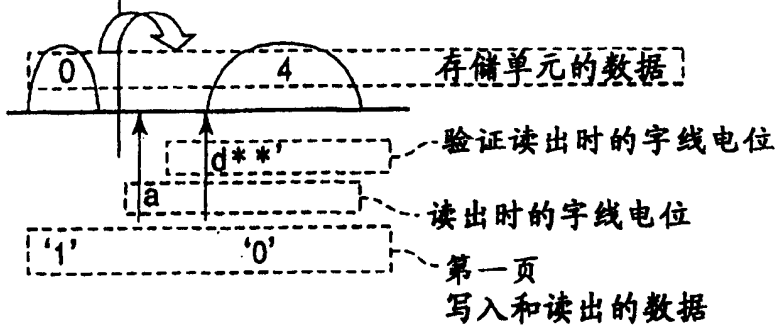 0 4 存储单元的数据
d**' 验证读出时的字线电位
a 读出时的字线电位
'1' '0' 第一页
写入和读出的数据